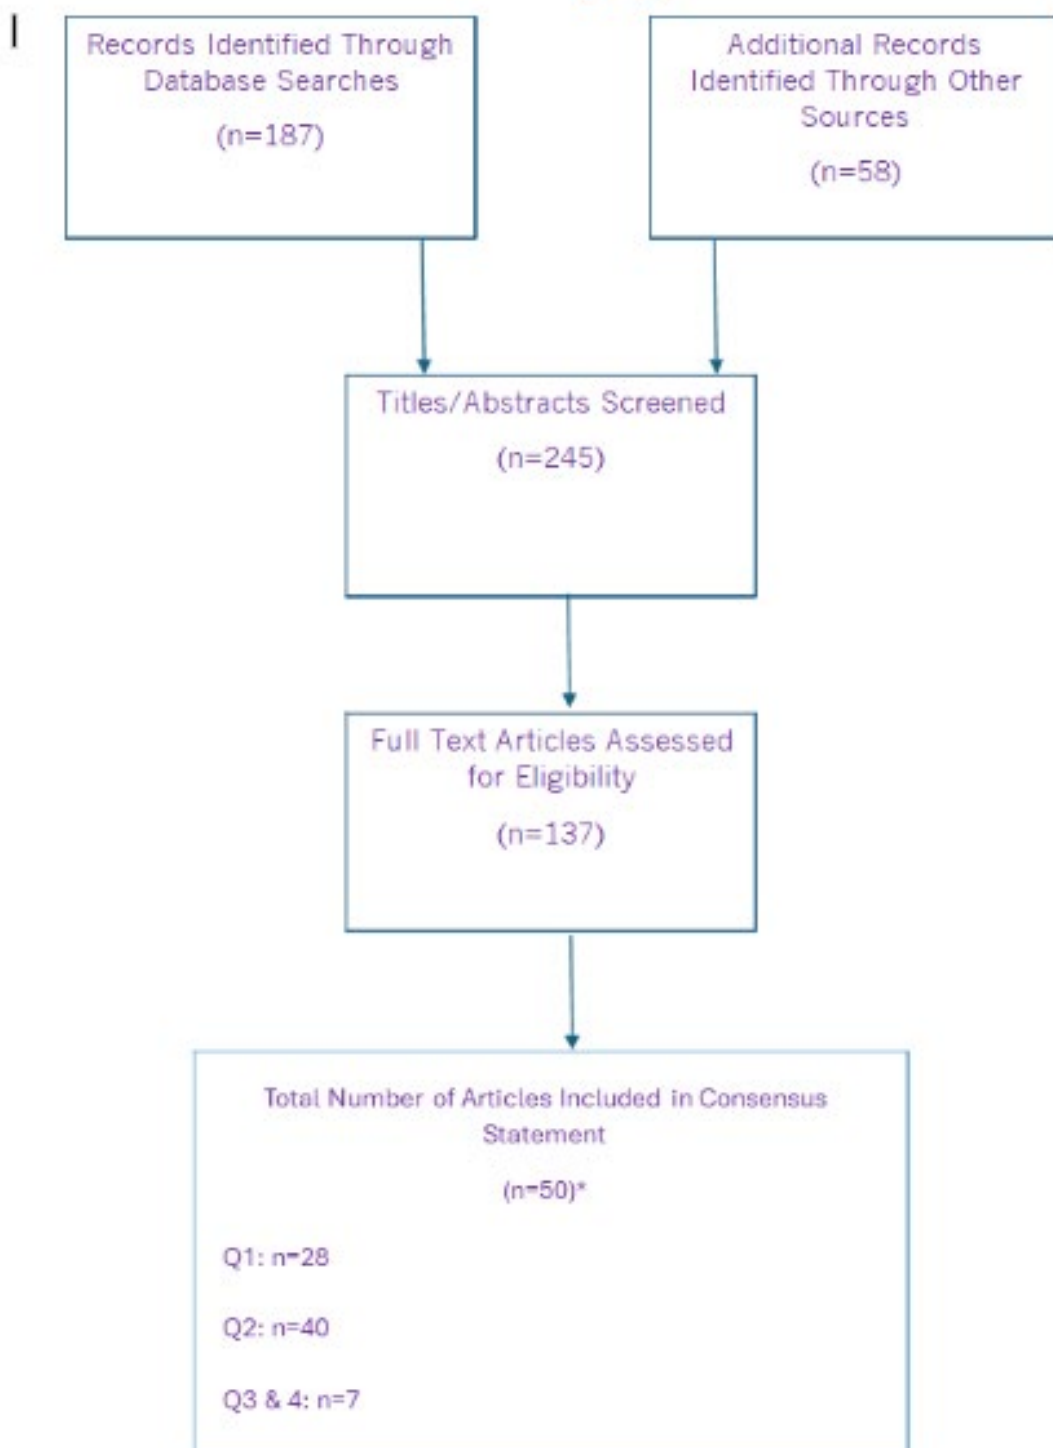 Records Identified Through
Database Searches
(n=187)
Additional Records
Identified Through Other
Sources
(n=58)
Titles/Abstracts Screened
(n=245)
Full Text Articles Assessed
for Eligibility
(n=137)
Total Number of Articles Included in Consensus
Statement
(n=50)*
Q1: n=28
Q2: n=40
Q3 & 4: n=7